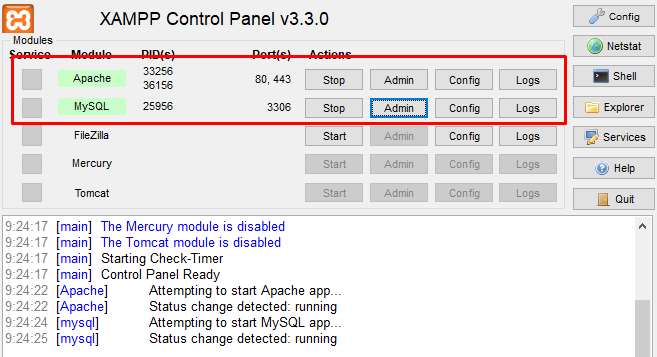 XAMPP Control Panel v3.3.0
Config
Modules
Service Module PID(s) Port(s) Actions
Netstat
Apache 33256 36156 80, 443 Stop Admin Config Logs
Shell
MySQL 25956 3306 Stop Admin Config Logs
Explorer
FileZilla Start Admin Config Logs
Services
Mercury Start Admin Config Logs
Help
Tomcat Start Admin Config Logs
Quit
9:24:17 [main] The Mercury module is disabled
9:24:17 [main] The Tomcat module is disabled
9:24:17 [main] Starting Check-Timer
9:24:17 [main] Control Panel Ready
9:24:22 [Apache] Attempting to start Apache app...
9:24:22 [Apache] Status change detected: running
9:24:24 [mysql] Attempting to start MySQL app...
9:24:25 [mysql] Status change detected: running